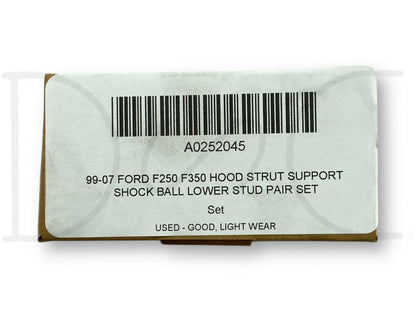 A0252045
99-07 FORD F250 F350 HOOD STRUT SUPPORT
SHOCK BALL LOWER STUD PAIR SET
Set
USED - GOOD, LIGHT WEAR